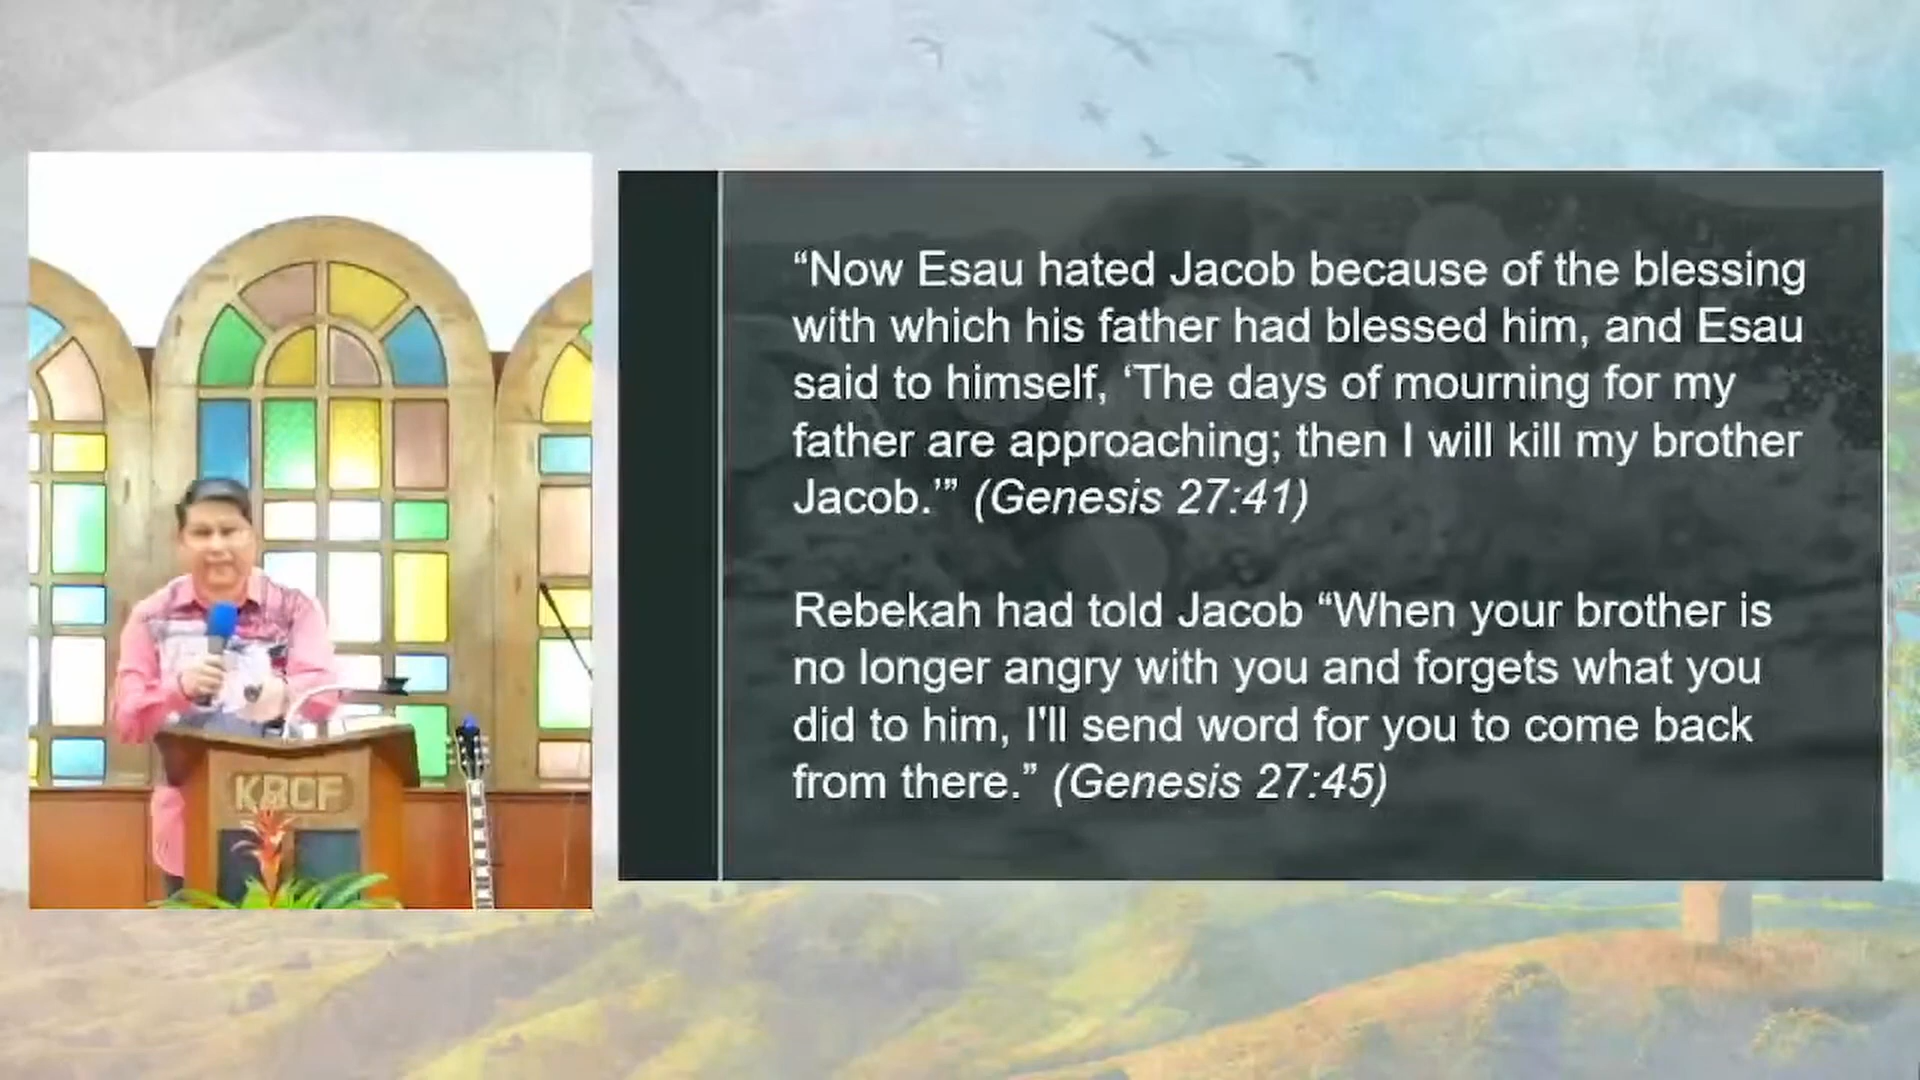 KBCF
“Now Esau hated Jacob because of the blessing
with which his father had blessed him, and Esau
said to himself, ‘The days of mourning for my
father are approaching; then I will kill my brother
Jacob.’” (Genesis 27:41)
Rebekah had told Jacob “When your brother is
no longer angry with you and forgets what you
did to him, I'll send word for you to come back
from there.” (Genesis 27:45)